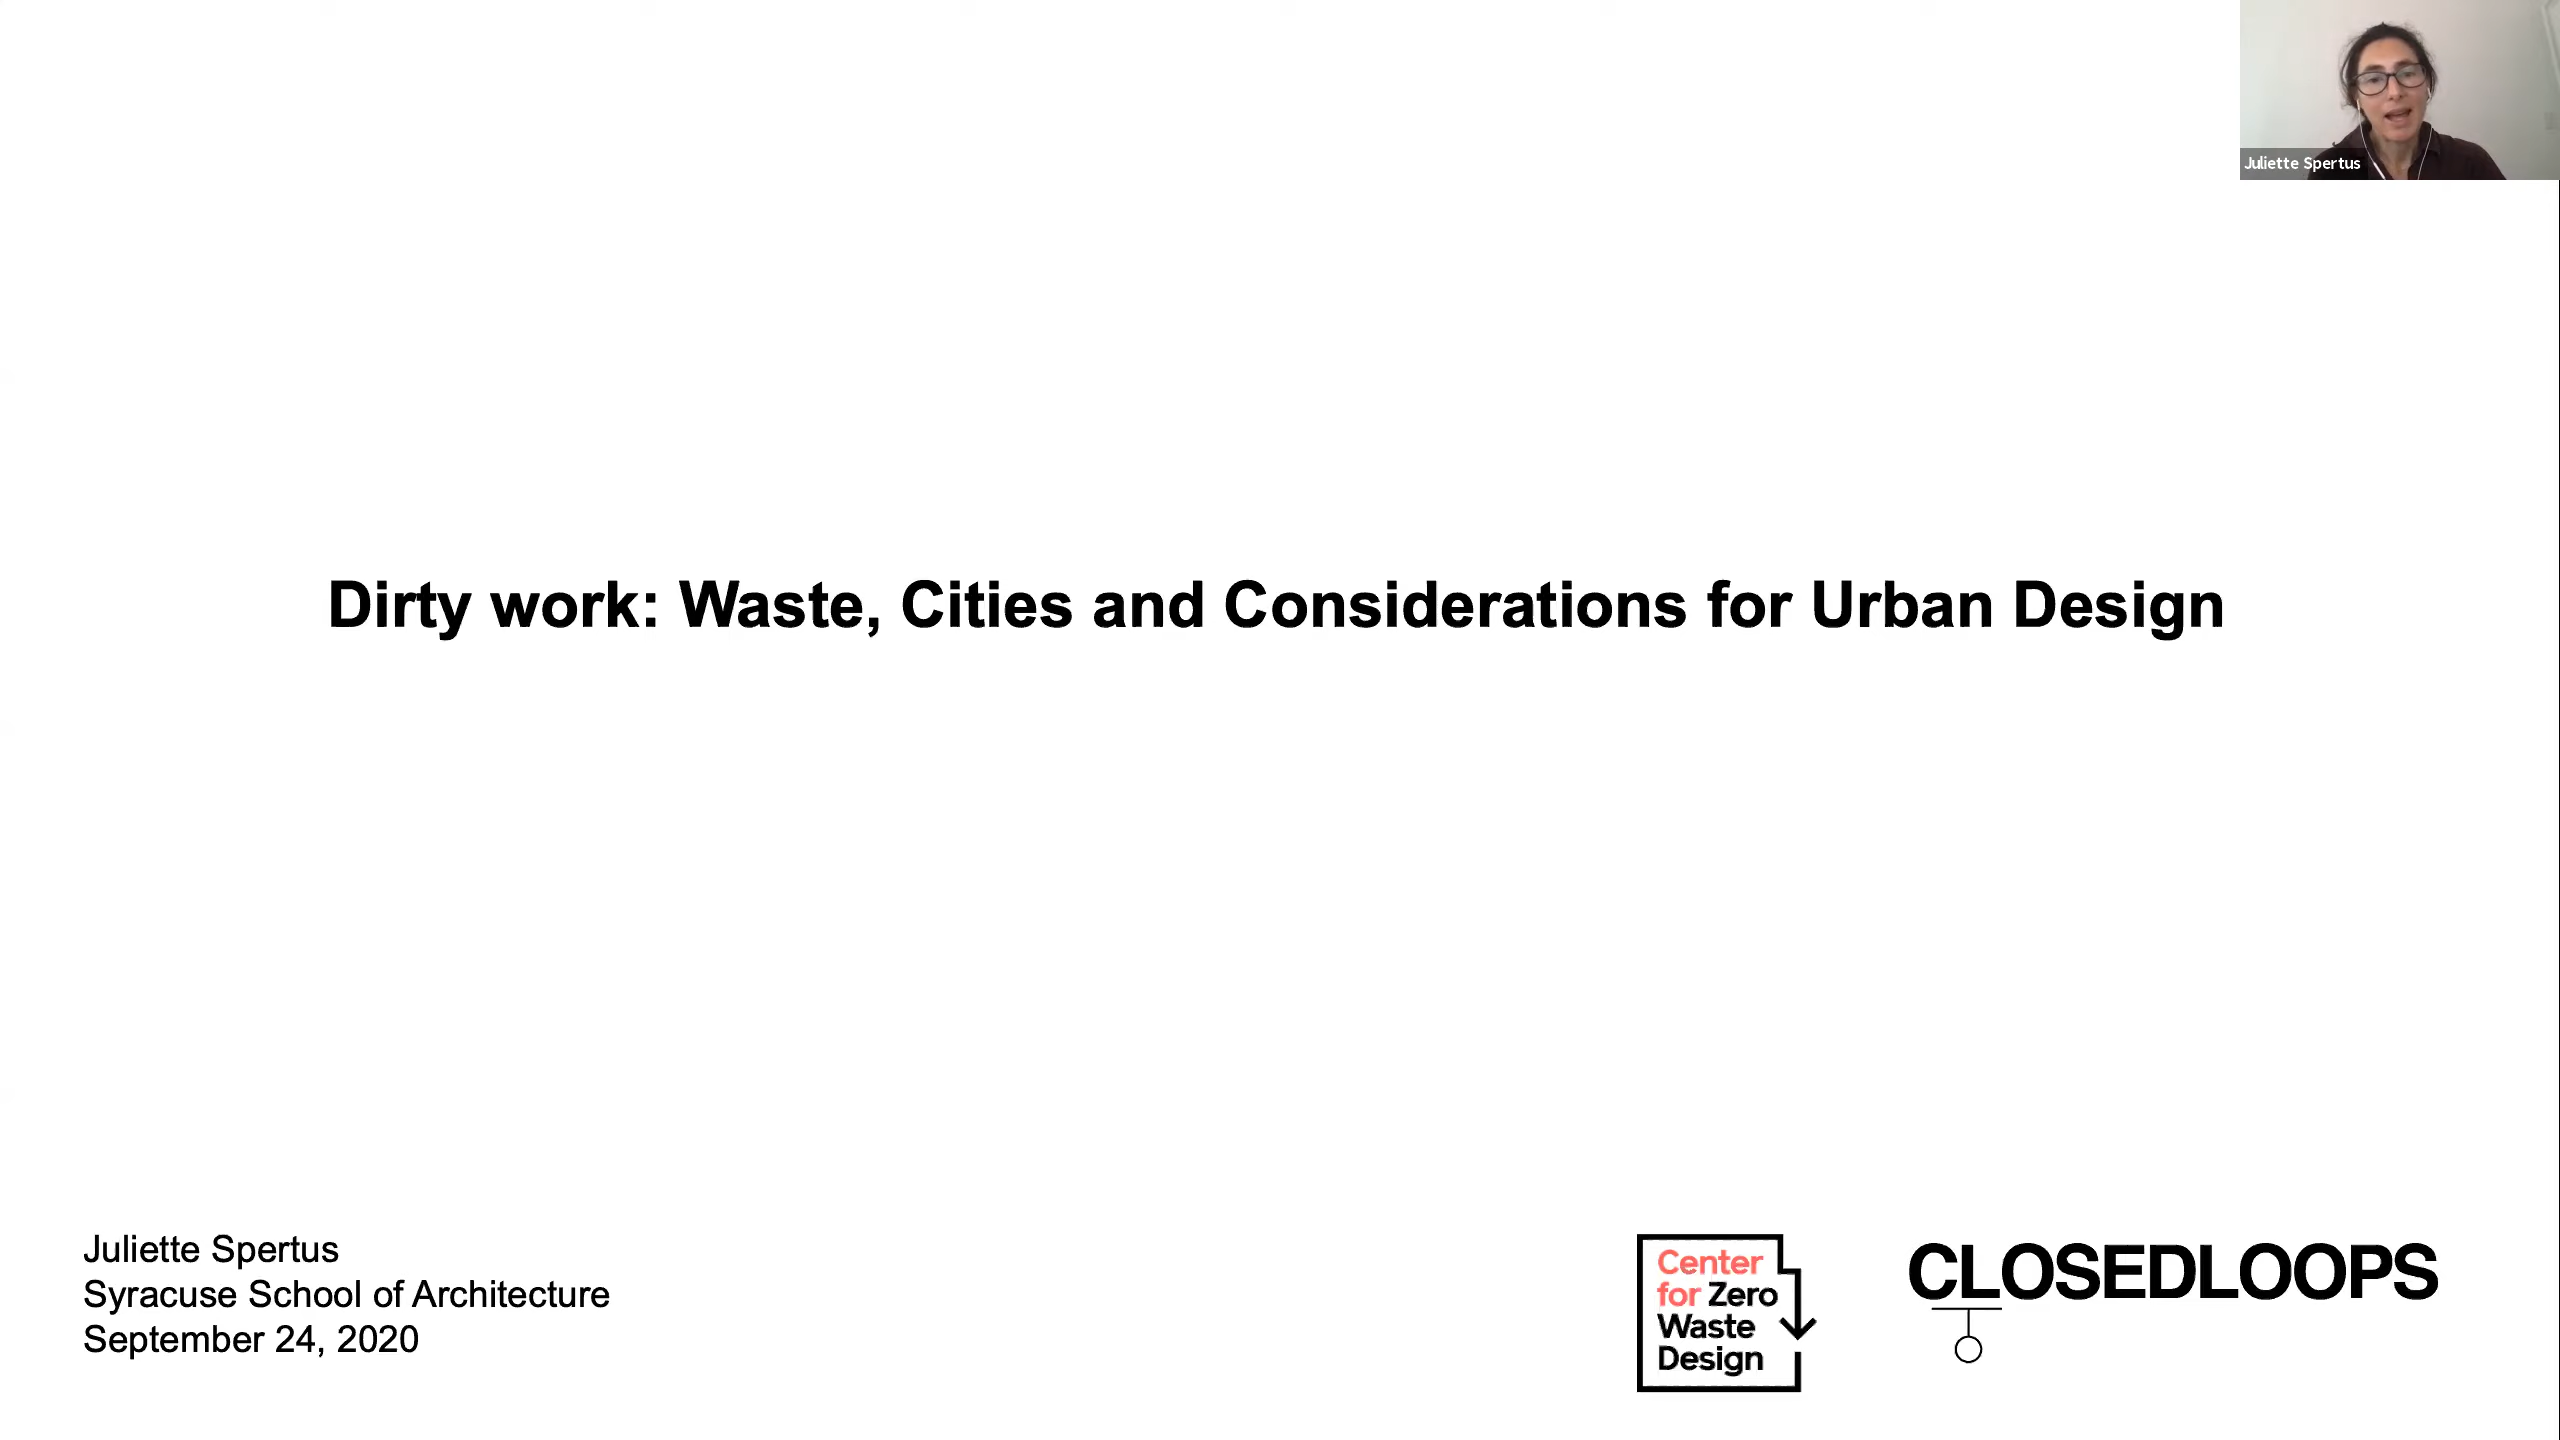 Juliette Spertus
Dirty work: Waste, Cities and Considerations for Urban Design
Juliette Spertus
Syracuse School of Architecture
September 24, 2020
Center
for Zero
Waste
Design
CLOSEDLOOPS